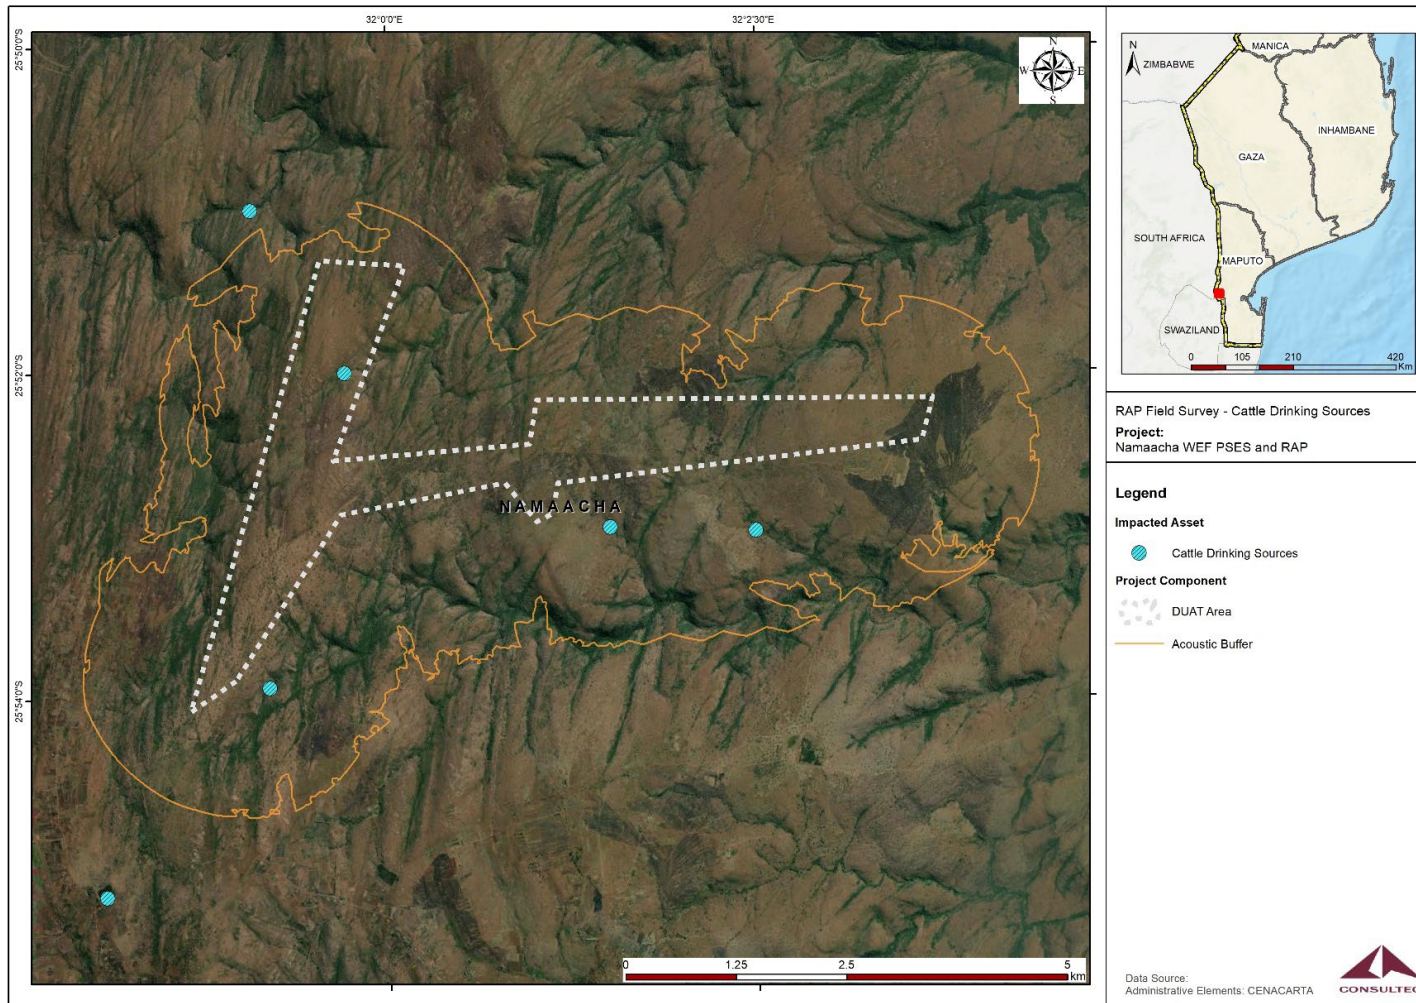 32°0'0"E
32°2'30"E
25°50'0"S
25°52'0"S
25°54'0"S
N
W E
S
NAMAACHA
0 1.25 2.5 5
km
N
ZIMBABWE
MANICA
INHAMBANE
GAZA
SOUTH AFRICA
MAPUTO
SWAZILAND
0 105 210 420
Km
RAP Field Survey - Cattle Drinking Sources
Project:
Namaacha WEF PSES and RAP
Legend
Impacted Asset
Cattle Drinking Sources
Project Component
DUAT Area
Acoustic Buffer
Data Source:
Administrative Elements: CENACARTA
CONSULTEC